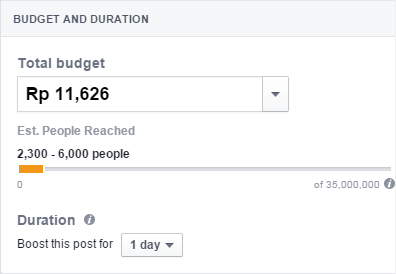 BUDGET AND DURATION
Total budget
Rp 11,626
Est. People Reached
2,300 - 6,000 people
0 of 35,000,000
Duration
Boost this post for 1 day